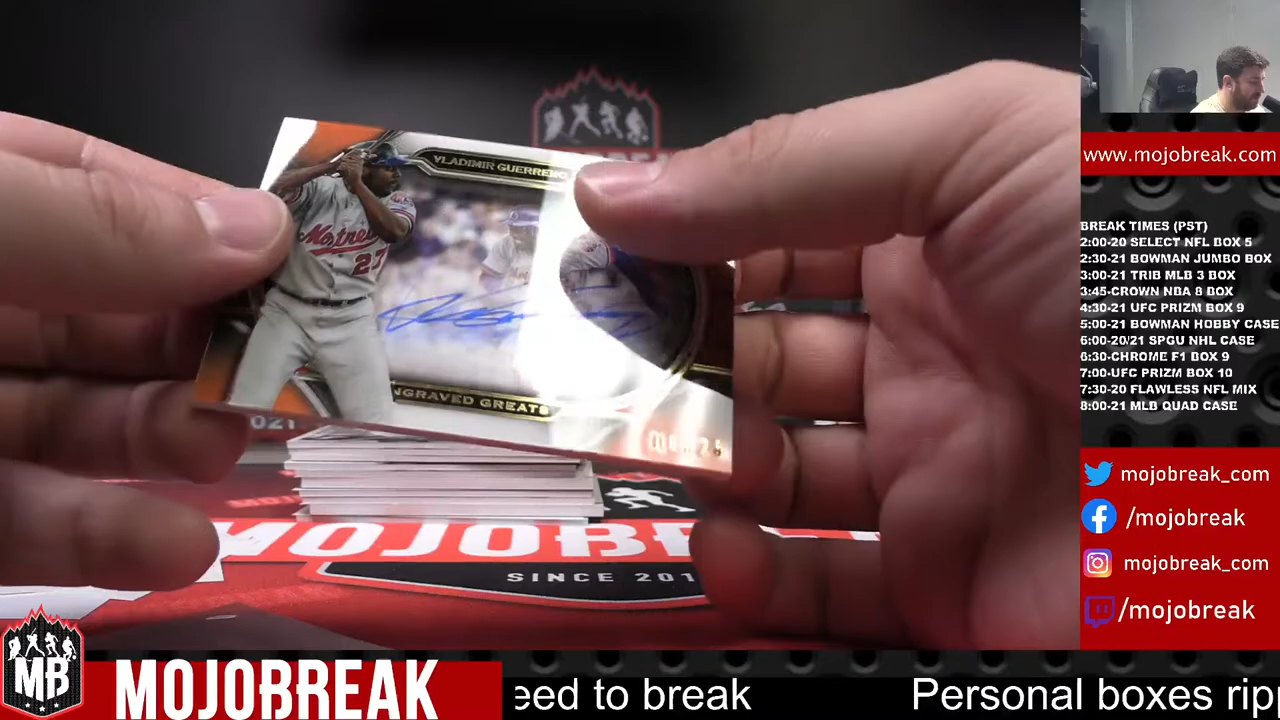 VLADIMIR GUERRERO
Montreal
27
ENGRAVED GREATS
MOJOBREAK
SINCE 201
MB
MOJOBREAK
eed to break
Personal boxes rip
www.mojobreak.com
BREAK TIMES (PST)
2:00-20 SELECT NFL BOX 5
2:30-21 BOWMAN JUMBO BOX
3:00-21 TRIB MLB 3 BOX
3:45-CROWN NBA 8 BOX
4:30-21 UFC PRIZM BOX 9
5:00-21 BOWMAN HOBBY CASE
6:00-20/21 SPGU NHL CASE
6:30-CHROME F1 BOX 9
7:00-UFC PRIZM BOX 10
7:30-20 FLAWLESS NFL MIX
8:00-21 MLB QUAD CASE
mojobreak_com
/mojobreak
mojobreak_com
/mojobreak